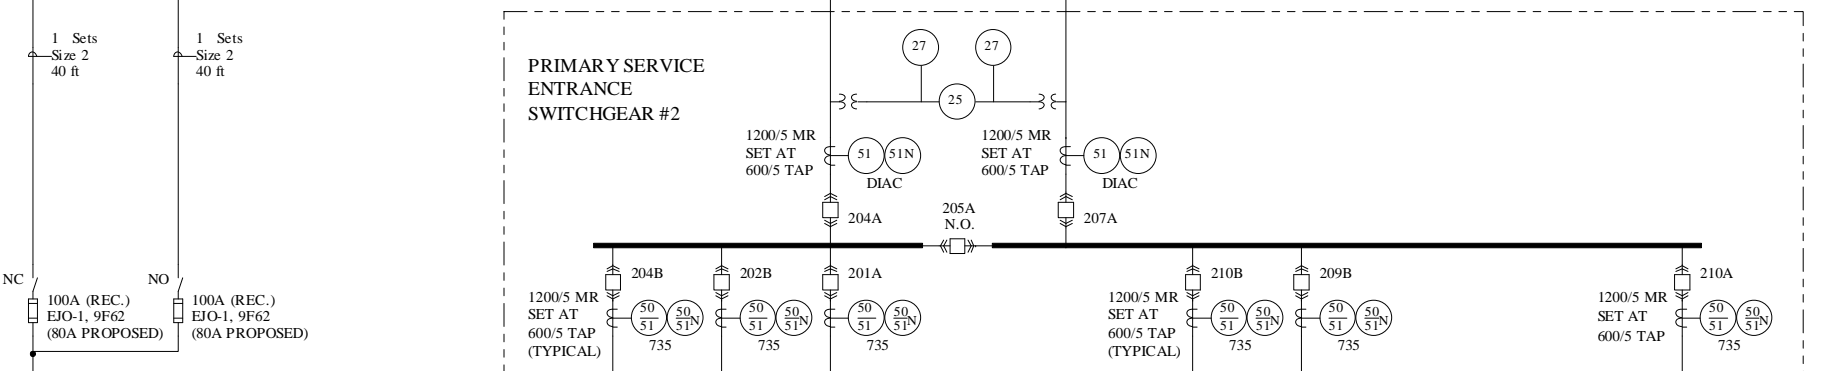 1 Sets
Size 2
40 ft
1 Sets
Size 2
40 ft
NC
100A (REC.)
EJO-1, 9F62
(80A PROPOSED)
NO
100A (REC.)
EJO-1, 9F62
(80A PROPOSED)
PRIMARY SERVICE
ENTRANCE
SWITCHGEAR #2
27
27
25
1200/5 MR
SET AT
600/5 TAP
51
51N
DIAC
1200/5 MR
SET AT
600/5 TAP
51
51N
DIAC
204A
205A
N.O.
207A
204B
202B
201A
210B
209B
210A
1200/5 MR
SET AT
600/5 TAP
(TYPICAL)
50
51
50
51N
735
50
51
50
51N
735
50
51
50
51N
735
1200/5 MR
SET AT
600/5 TAP
(TYPICAL)
50
51
50
51N
735
50
51
50
51N
735
1200/5 MR
SET AT
600/5 TAP
50
51
50
51N
735